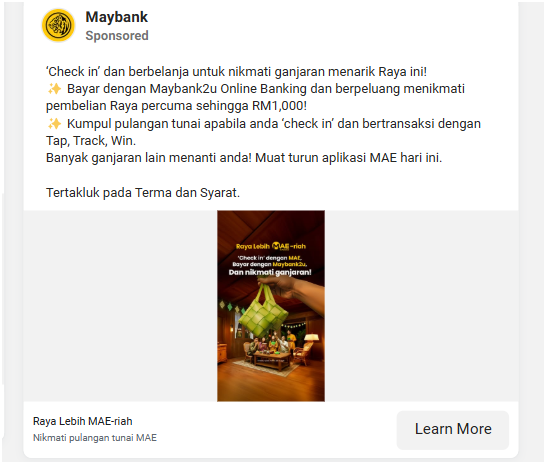 Maybank
Sponsored
‘Check in’ dan berbelanja untuk nikmati ganjaran menarik Raya ini!
✨ Bayar dengan Maybank2u Online Banking dan berpeluang menikmati
pembelian Raya percuma sehingga RM1,000!
✨ Kumpul pulangan tunai apabila anda ‘check in’ dan bertransaksi dengan
Tap, Track, Win.
Banyak ganjaran lain menanti anda! Muat turun aplikasi MAE hari ini.
Tertakluk pada Terma dan Syarat.
Raya Lebih MAE-riah
‘Check in’ dengan MAE,
Bayar dengan Maybank2u,
Dan nikmati ganjaran!
Raya Lebih MAE-riah
Nikmati pulangan tunai MAE
Learn More